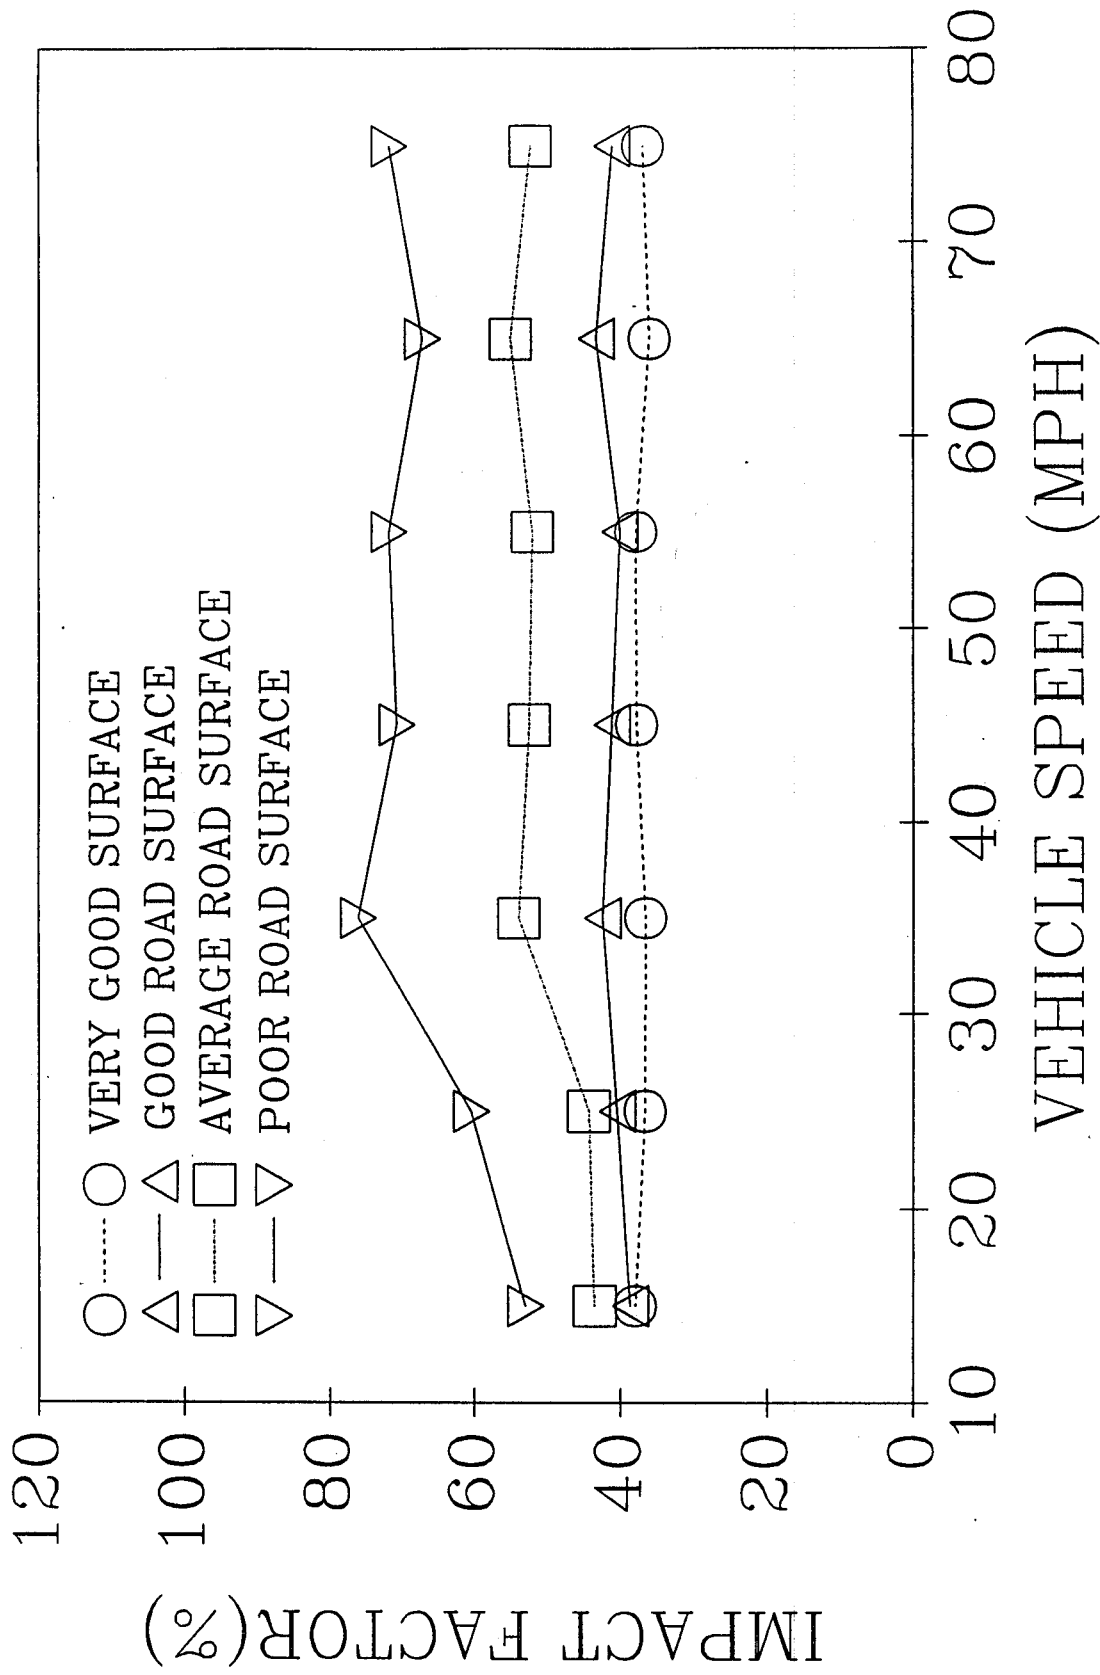 VERY GOOD SURFACE
GOOD ROAD SURFACE
AVERAGE ROAD SURFACE
POOR ROAD SURFACE
IMPACT FACTOR(%)
120
100
80
60
40
20
0
10 20 30 40 50 60 70 80
VEHICLE SPEED (MPH)